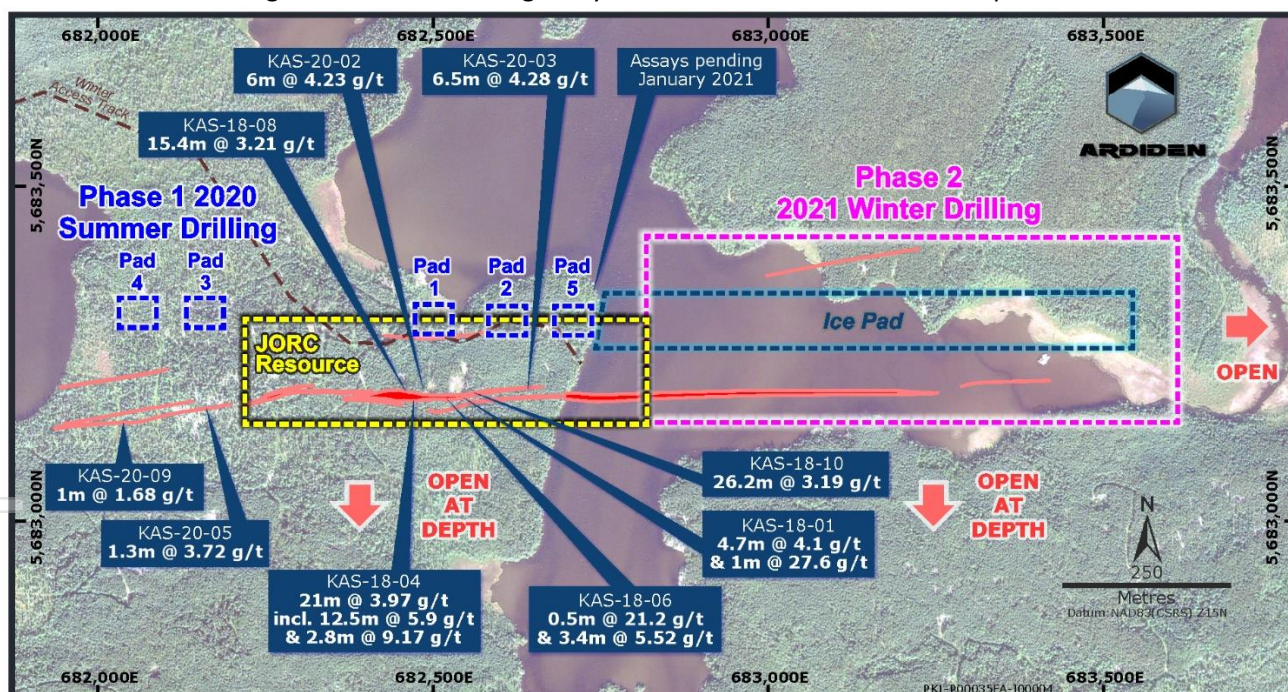 682,000E
682,500E
683,000E
683,500E
KAS-20-02
6m @ 4.23 g/t
KAS-20-03
6.5m @ 4.28 g/t
Assays pending
January 2021
Winter
Access Track
KAS-18-08
15.4m @ 3.21 g/t
ARDIDEN
5,683,500N
5,683,500N
Phase 1 2020
Summer Drilling
Phase 2
2021 Winter Drilling
Pad
4
Pad
3
Pad
1
Pad
2
Pad
5
Ice Pad
JORC
Resource
OPEN
KAS-20-09
1m @ 1.68 g/t
KAS-20-05
1.3m @ 3.72 g/t
OPEN
AT
DEPTH
KAS-18-10
26.2m @ 3.19 g/t
OPEN
AT
DEPTH
KAS-18-01
4.7m @ 4.1 g/t
& 1m @ 27.6 g/t
KAS-18-04
21m @ 3.97 g/t
incl. 12.5m @ 5.9 g/t
& 2.8m @ 9.17 g/t
KAS-18-06
0.5m @ 21.2 g/t
& 3.4m @ 5.52 g/t
5,683,000N
5,683,000N
N
250
Metres
Datum: NAD83(CSRS) Z15N
682,000E
682,500E
683,000E
683,500E